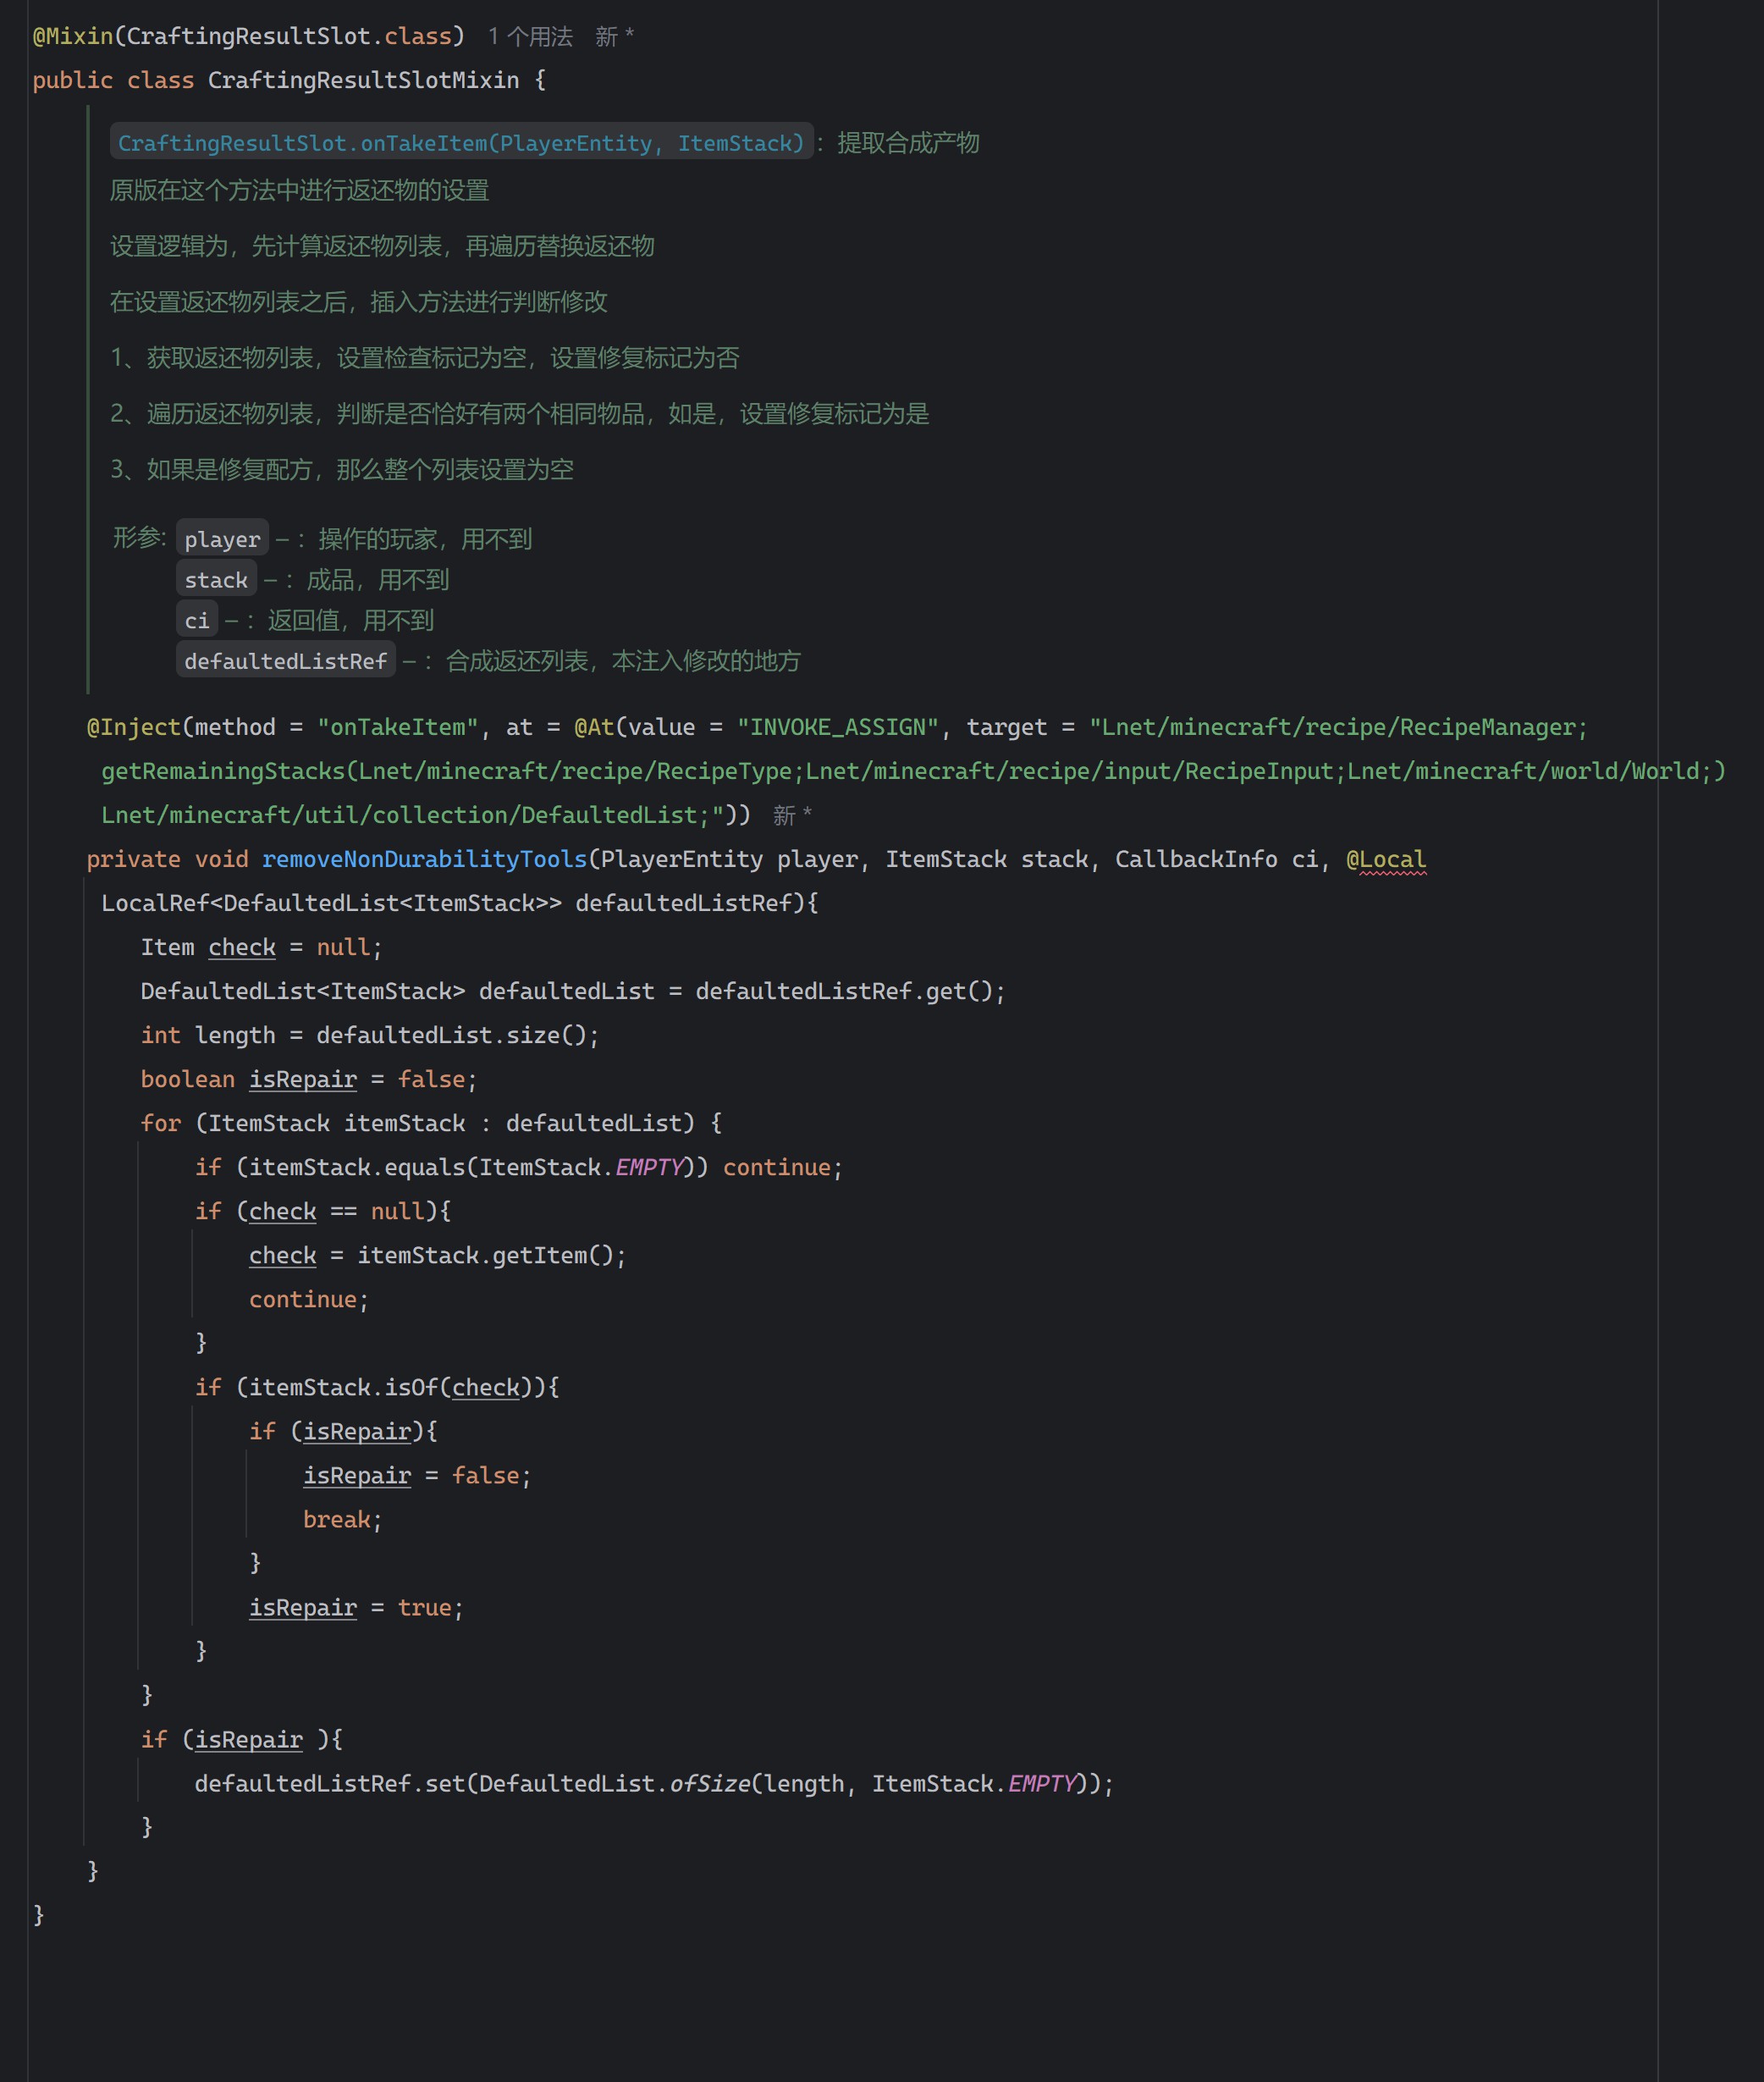 @Mixin(CraftingResultSlot.class) 1 个用法 新 *
public class CraftingResultSlotMixin {
CraftingResultSlot.onTakeItem(PlayerEntity, ItemStack) : 提取合成产物
原版在这个方法中进行返还物的设置
设置逻辑为，先计算返还物列表，再遍历替换返还物
在设置返还物列表之后，插入方法进行判断修改
1、获取返还物列表，设置检查标记为空，设置修复标记为否
2、遍历返还物列表，判断是否恰好有两个相同物品，如是，设置修复标记为是
3、如果是修复配方，那么整个列表设置为空
形参: player – : 操作的玩家，用不到
stack – : 成品，用不到
ci – : 返回值，用不到
defaultedListRef – : 合成返还列表，本注入修改的地方
@Inject(method = "onTakeItem", at = @At(value = "INVOKE_ASSIGN", target = "Lnet/minecraft/recipe/RecipeManager;
getRemainingStacks(Lnet/minecraft/recipe/RecipeType;Lnet/minecraft/recipe/input/RecipeInput;Lnet/minecraft/world/World;)
Lnet/minecraft/util/collection/DefaultedList;")) 新 *
private void removeNonDurabilityTools(PlayerEntity player, ItemStack stack, CallbackInfo ci, @Local
LocalRef<DefaultedList<ItemStack>> defaultedListRef){
Item check = null;
DefaultedList<ItemStack> defaultedList = defaultedListRef.get();
int length = defaultedList.size();
boolean isRepair = false;
for (ItemStack itemStack : defaultedList) {
if (itemStack.equals(ItemStack.EMPTY)) continue;
if (check == null){
check = itemStack.getItem();
continue;
}
if (itemStack.isOf(check)){
if (isRepair){
isRepair = false;
break;
}
isRepair = true;
}
}
if (isRepair ){
defaultedListRef.set(DefaultedList.ofSize(length, ItemStack.EMPTY));
}
}
}